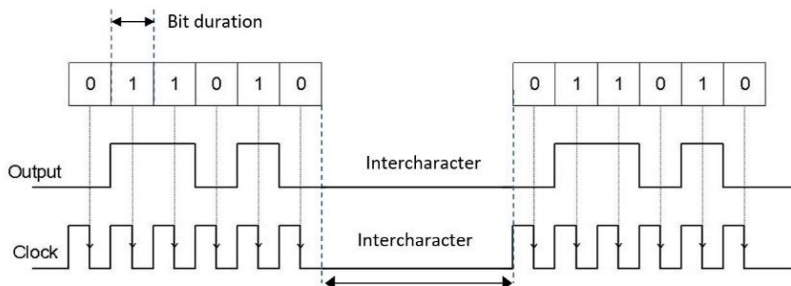 Bit duration
0 1 1 0 1 0 0 1 1 0 1 0
Output Intercharacter
Clock Intercharacter